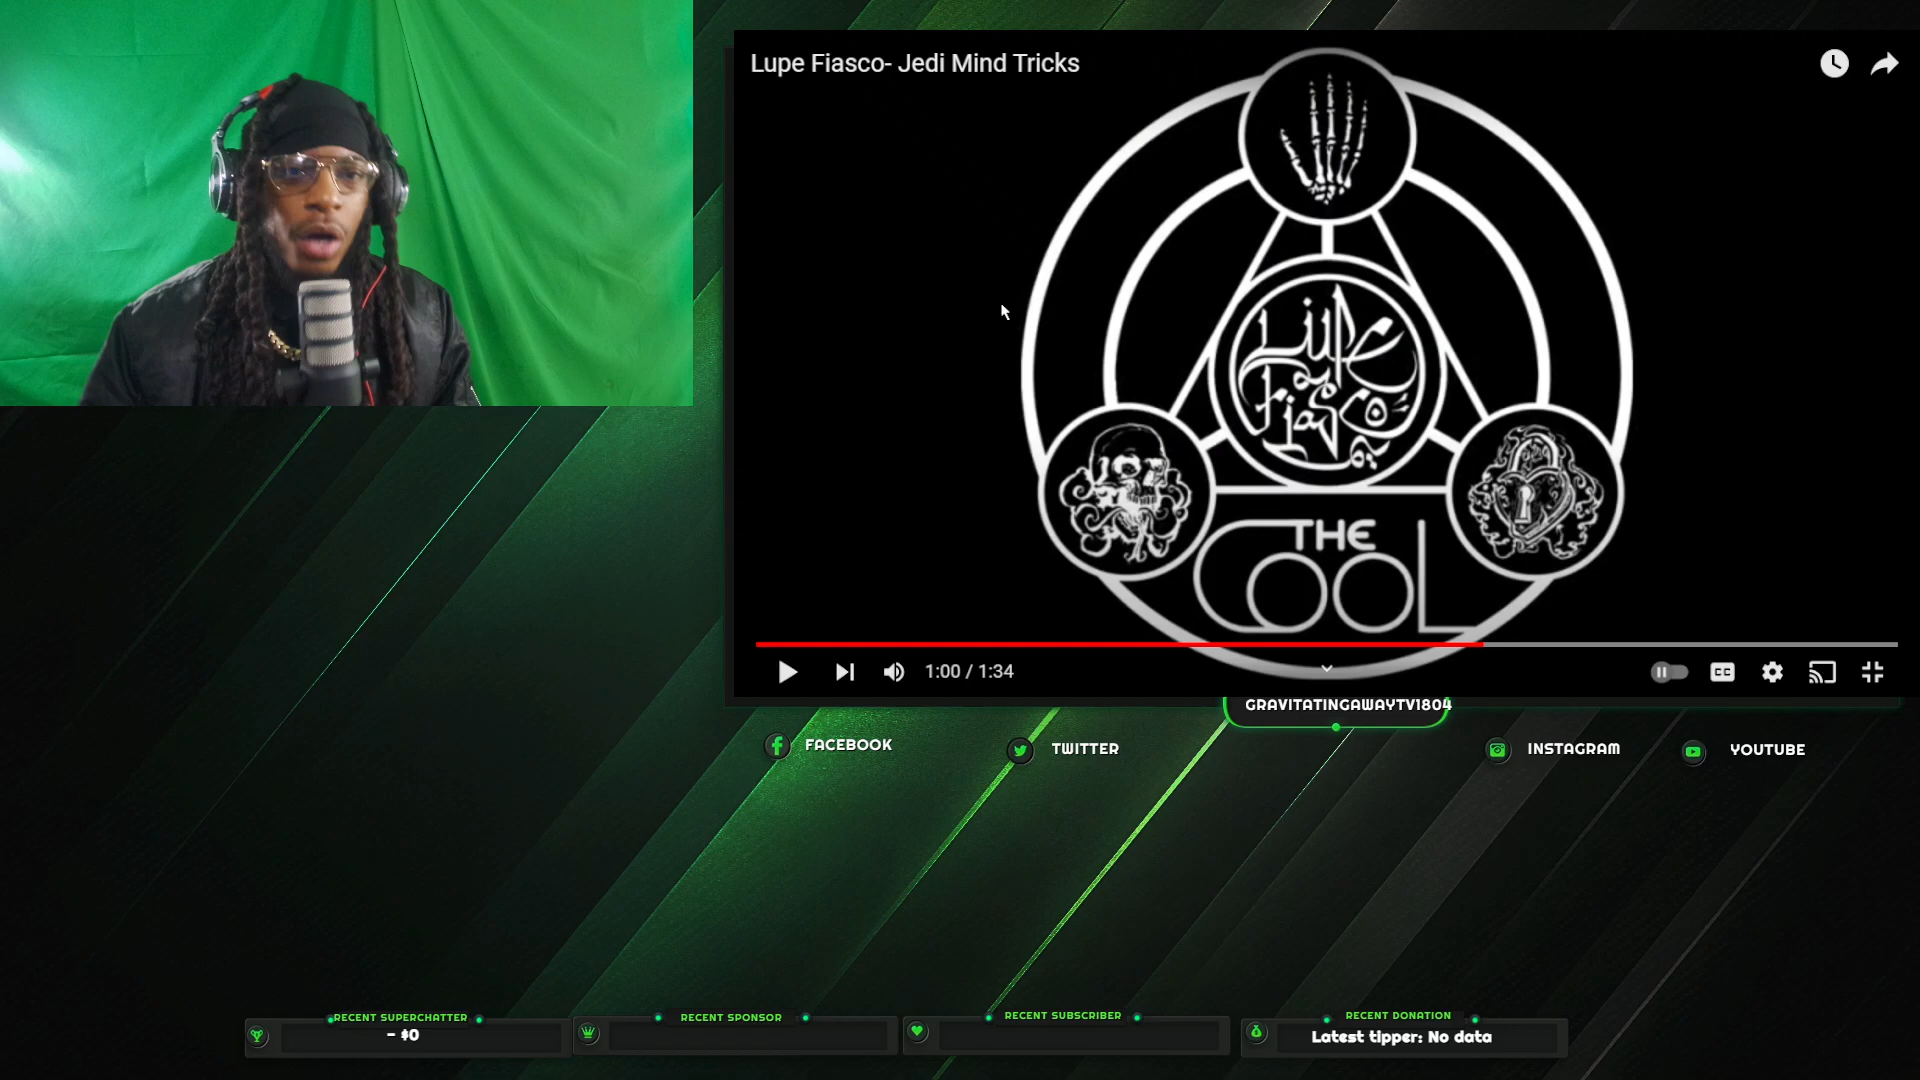 Lupe Fiasco- Jedi Mind Tricks
Lupe
Fiasco
THE
COOL
1:00 / 1:34
CC
GRAVITATINGAWAYTV1804
FACEBOOK
TWITTER
INSTAGRAM
YOUTUBE
RECENT SUPERCHATTER
- $0
RECENT SPONSOR
RECENT SUBSCRIBER
RECENT DONATION
Latest tipper: No data